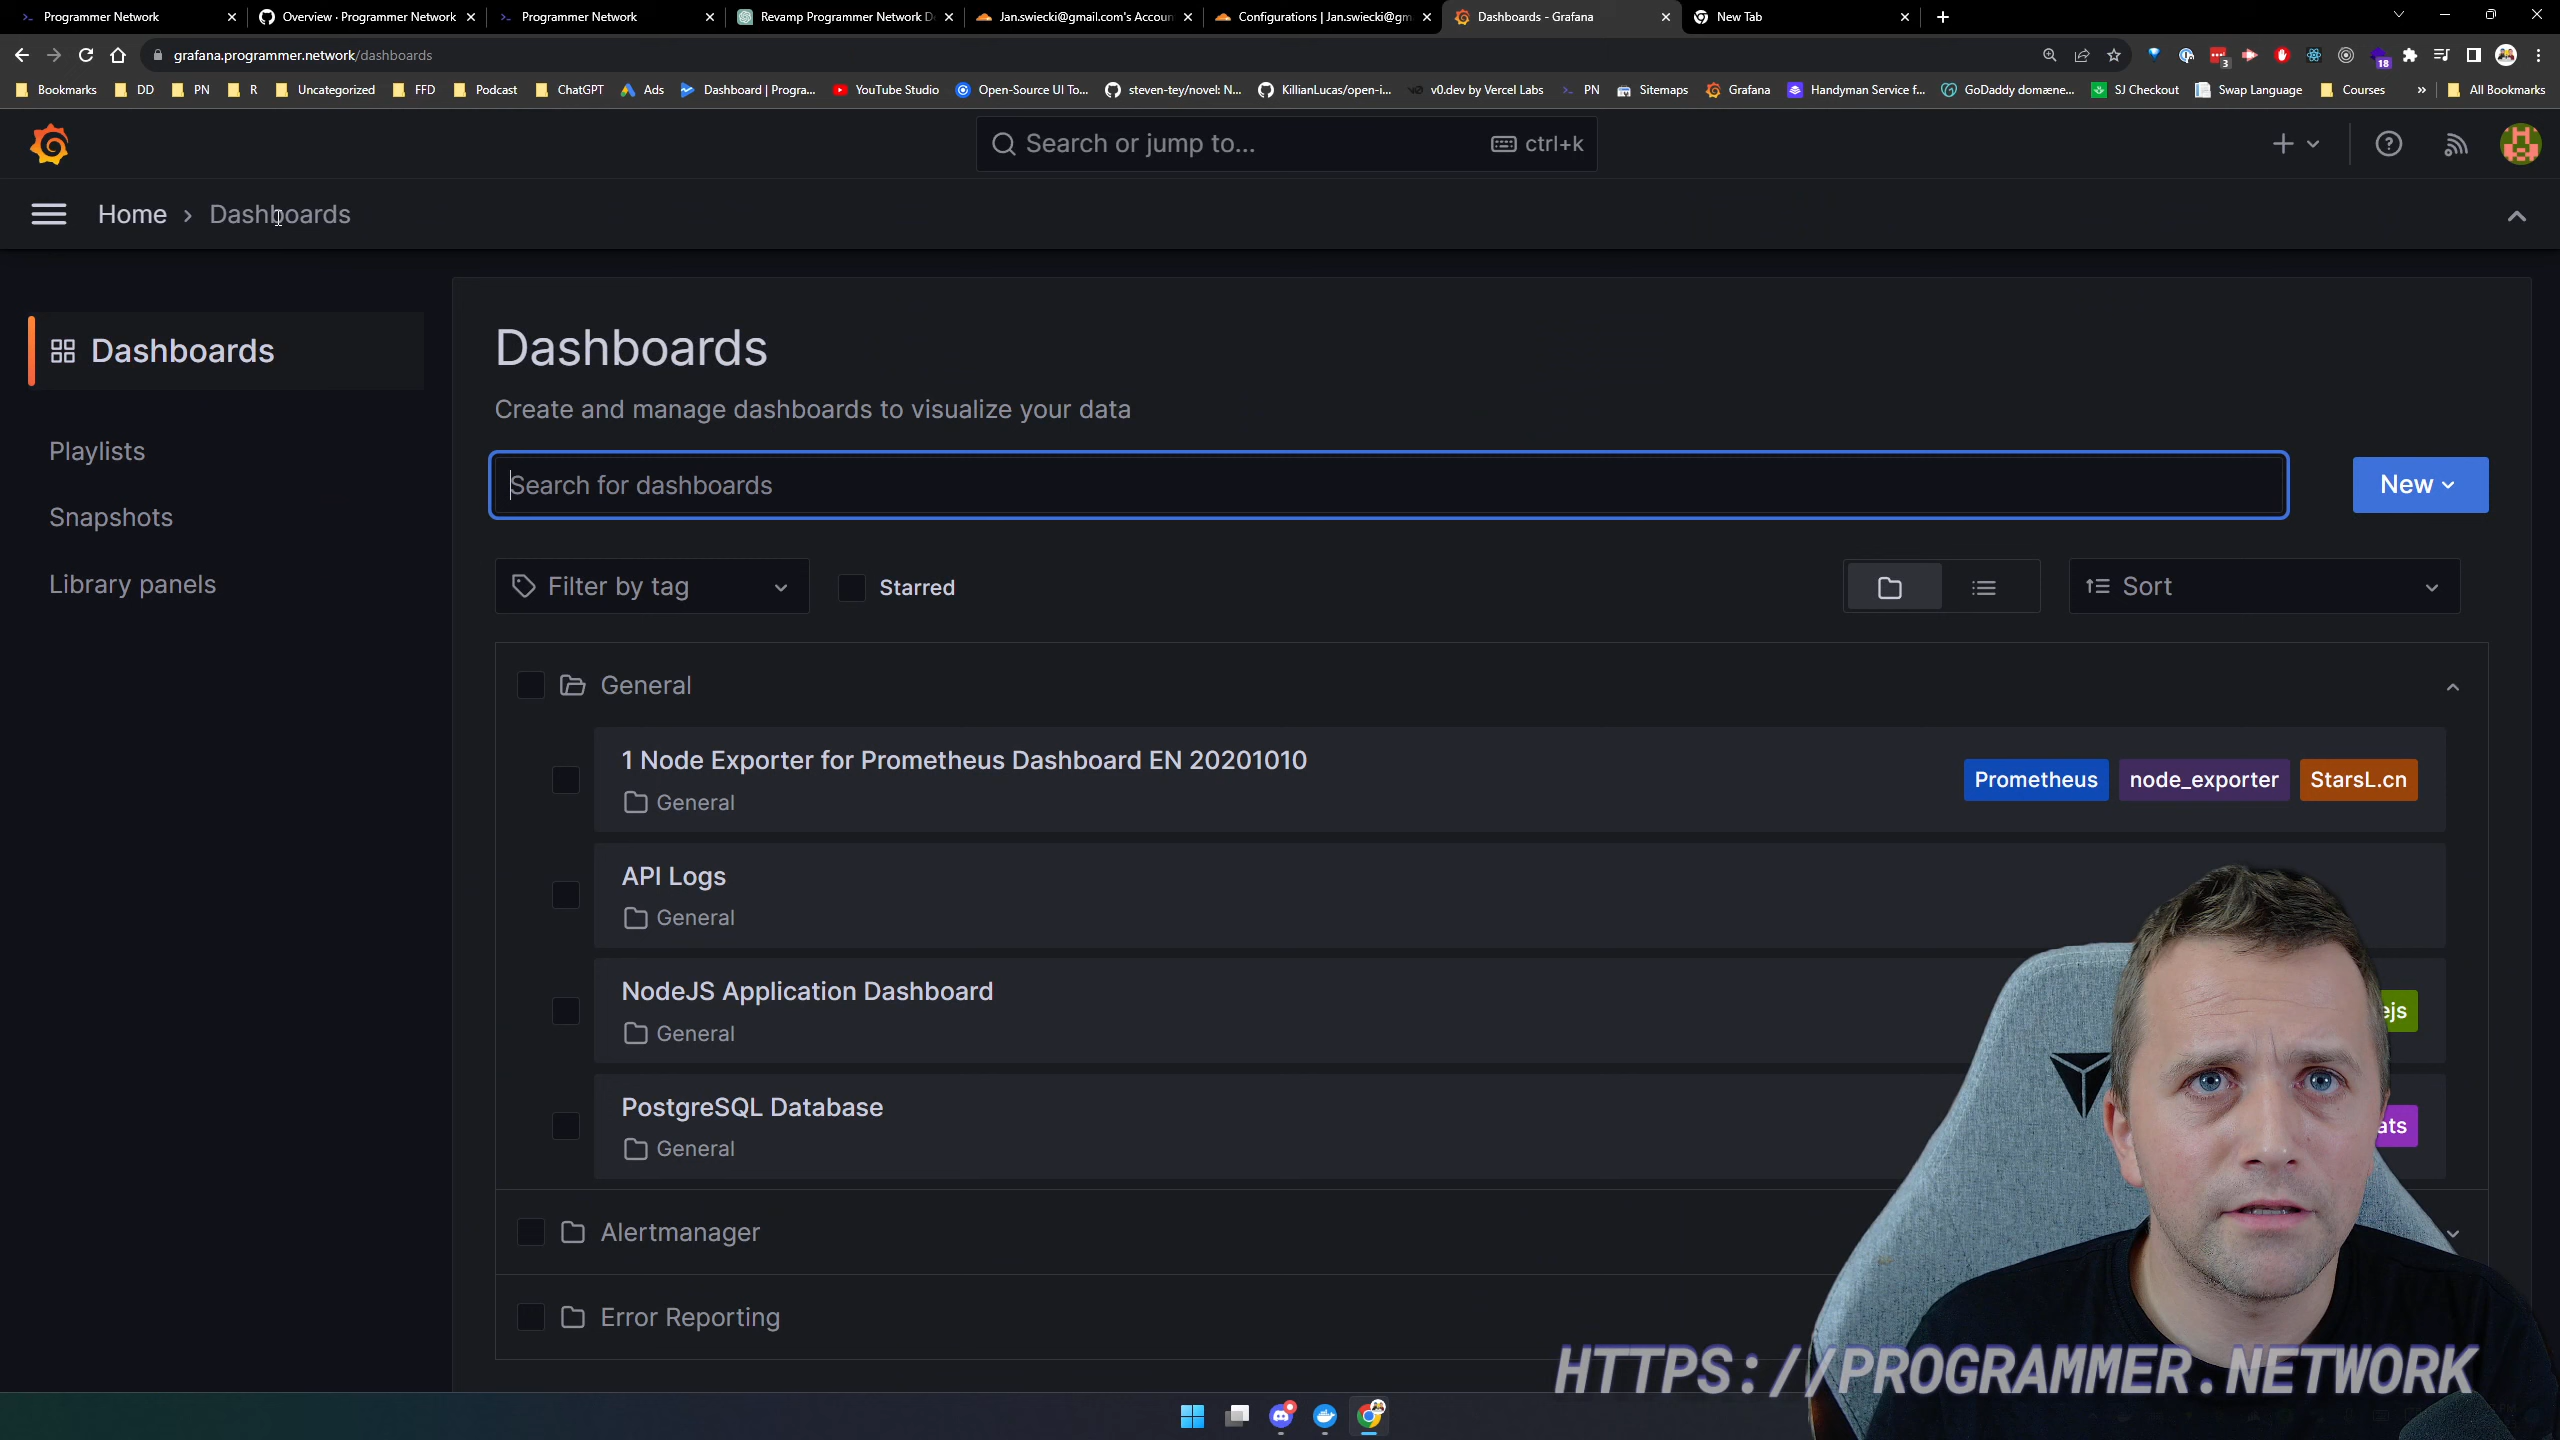 Programmer Network
Overview · Programmer Network
Programmer Network
Revamp Programmer Network D
Jan.swiecki@gmail.com's Accoun
Configurations | Jan.swiecki@gm
Dashboards - Grafana
New Tab
grafana.programmer.network/dashboards
3
18
Bookmarks
DD
PN
R
Uncategorized
FFD
Podcast
ChatGPT
Ads
Dashboard | Progra...
YouTube Studio
Open-Source UI To...
steven-tey/novel: N...
KillianLucas/open-i...
v0.dev by Vercel Labs
PN
Sitemaps
Grafana
Handyman Service f...
GoDaddy domæne...
SJ Checkout
Swap Language
Courses
»
All Bookmarks
Search or jump to...
ctrl+k
Home › Dashboards
Dashboards
Playlists
Snapshots
Library panels
Dashboards
Create and manage dashboards to visualize your data
Search for dashboards
New
Filter by tag
Starred
Sort
General
1 Node Exporter for Prometheus Dashboard EN 20201010
General
Prometheus
node_exporter
StarsL.cn
API Logs
General
NodeJS Application Dashboard
General
ejs
PostgreSQL Database
General
ats
Alertmanager
Error Reporting
HTTPS://PROGRAMMER.NETWORK